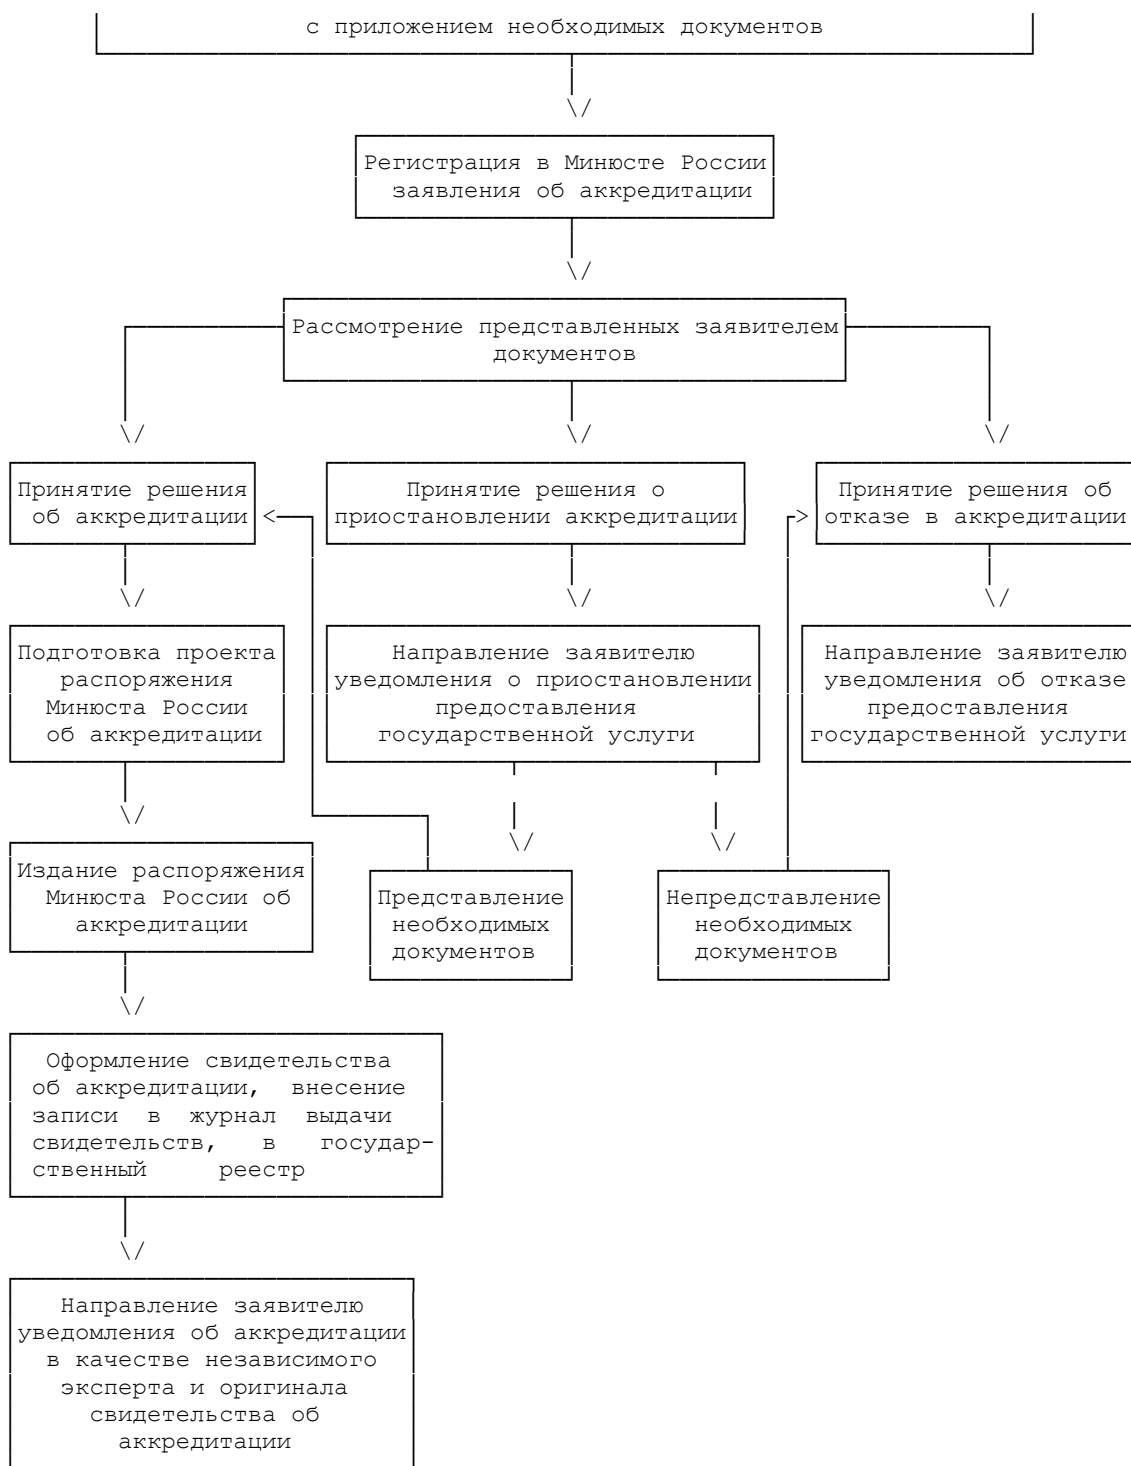 с приложением необходимых документов
\/
Регистрация в Минюсте России
заявления об аккредитации
\/
Рассмотрение представленных заявителем
документов
\/
\/
\/
Принятие решения
об аккредитации
<
Принятие решения о
приостановлении аккредитации
>
Принятие решения об
отказе в аккредитации
\/
\/
\/
Подготовка проекта
распоряжения
Минюста России
об аккредитации
Направление заявителю
уведомления о приостановлении
предоставления
государственной услуги
Направление заявителю
уведомления об отказе
предоставления
государственной услуги
\/
\/
\/
Издание распоряжения
Минюста России об
аккредитации
Представление
необходимых
документов
Непредставление
необходимых
документов
\/
Оформление свидетельства
об аккредитации, внесение
записи в журнал выдачи
свидетельств, в государ-
ственный реестр
\/
Направление заявителю
уведомления об аккредитации
в качестве независимого
эксперта и оригинала
свидетельства об
аккредитации